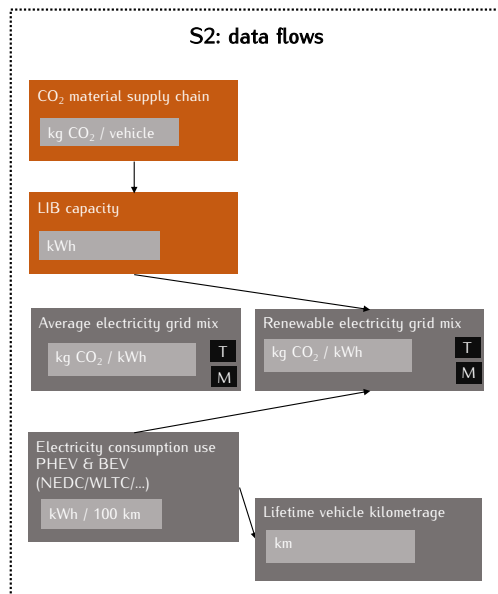 S2: data flows
CO₂ material supply chain
kg CO₂ / vehicle
LIB capacity
kWh
Average electricity grid mix
kg CO₂ / kWh
T
M
Renewable electricity grid mix
kg CO₂ / kWh
T
M
Electricity consumption use
PHEV & BEV
(NEDC/WLTC/...)
kWh / 100 km
Lifetime vehicle kilometrage
km